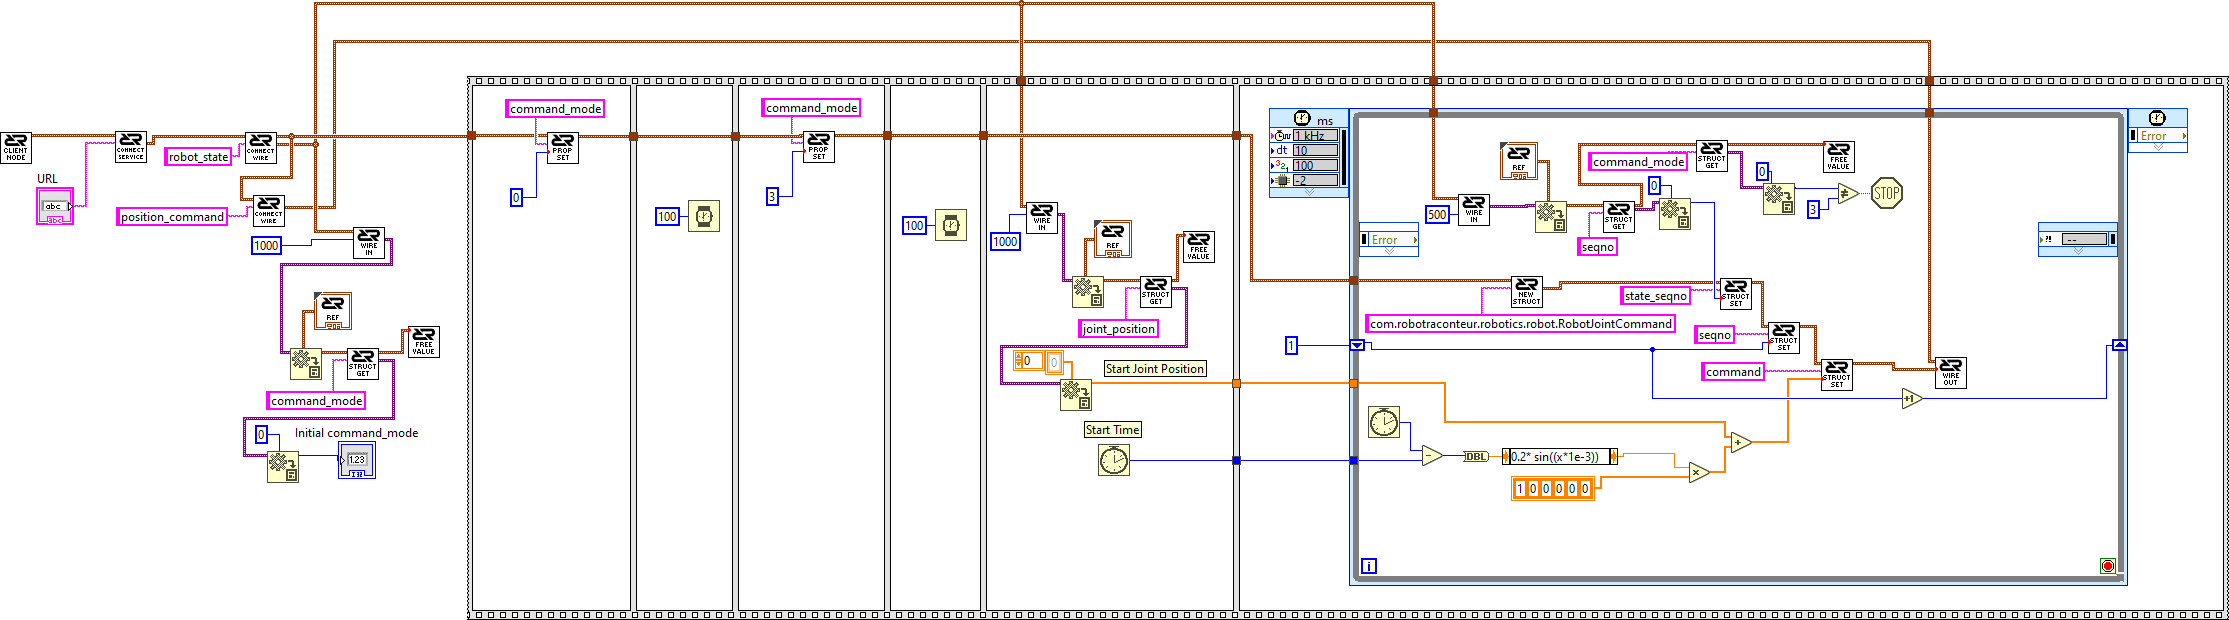 CLIENT NODE
URL
abc
abc
CONNECT SERVICE
robot_state
CONNECT WIRE
position_command
CONNECT WIRE
1000
WIRE IN
REF
STRUCT GET
FREE VALUE
command_mode
0
Initial command_mode
1.23
I32
command_mode
PROP SET
0
100
command_mode
PROP SET
3
100
1000
WIRE IN
REF
STRUCT GET
FREE VALUE
joint_position
0
0
Start Joint Position
Start Time
ms
1 kHz
dt
10
100
-2
Error
500
WIRE IN
REF
STRUCT GET
seqno
0
command_mode
STRUCT GET
0
FREE VALUE
3
≠
STOP
Error
?!
--
NEW STRUCT
com.robotraconteur.robotics.robot.RobotJointCommand
state_seqno
STRUCT SET
seqno
STRUCT SET
command
STRUCT SET
WIRE OUT
1
+1
-
DBL
0.2* sin((x*1e-3))
1 0 0 0 0 0
×
+
i